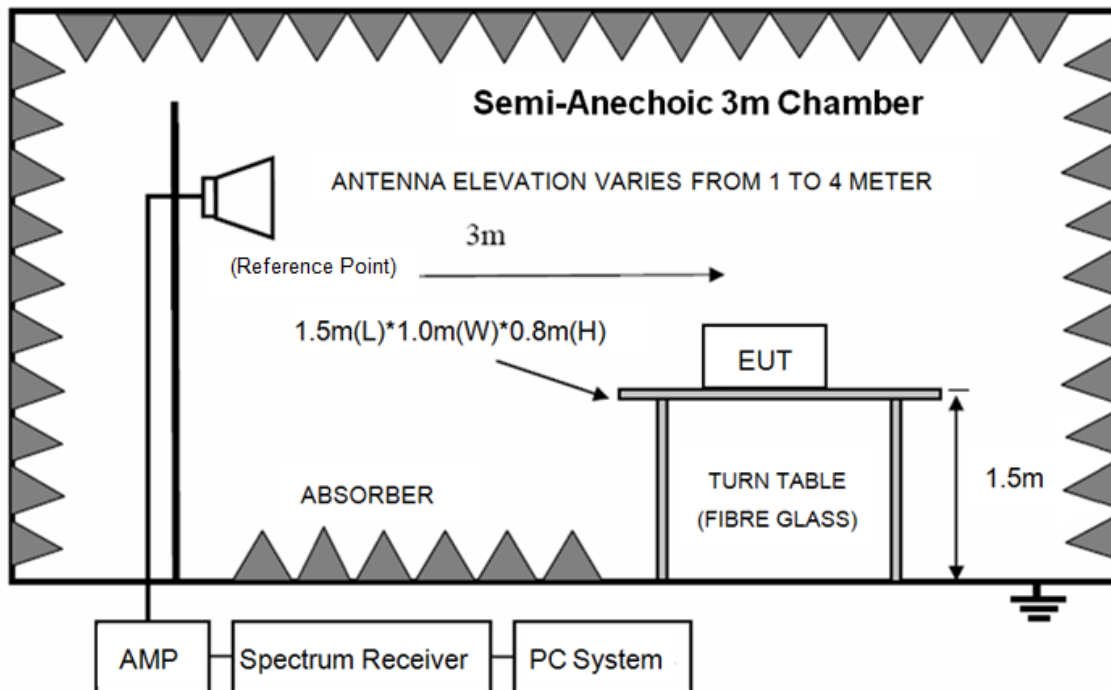 Semi-Anechoic 3m Chamber
ANTENNA ELEVATION VARIES FROM 1 TO 4 METER
3m
(Reference Point)
1.5m(L)*1.0m(W)*0.8m(H)
EUT
ABSORBER
TURN TABLE
(FIBRE GLASS)
1.5m
AMP
Spectrum Receiver
PC System